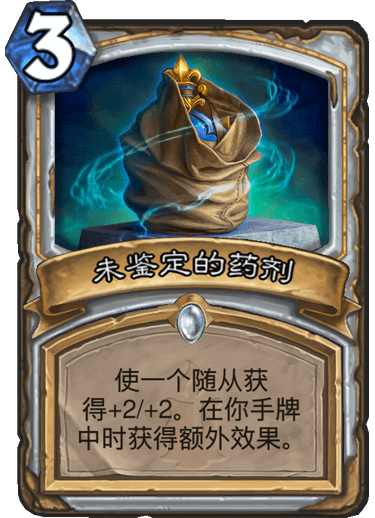 3
未鉴定的药剂
使一个随从获
得+2/+2。在你手牌
中时获得额外效果。